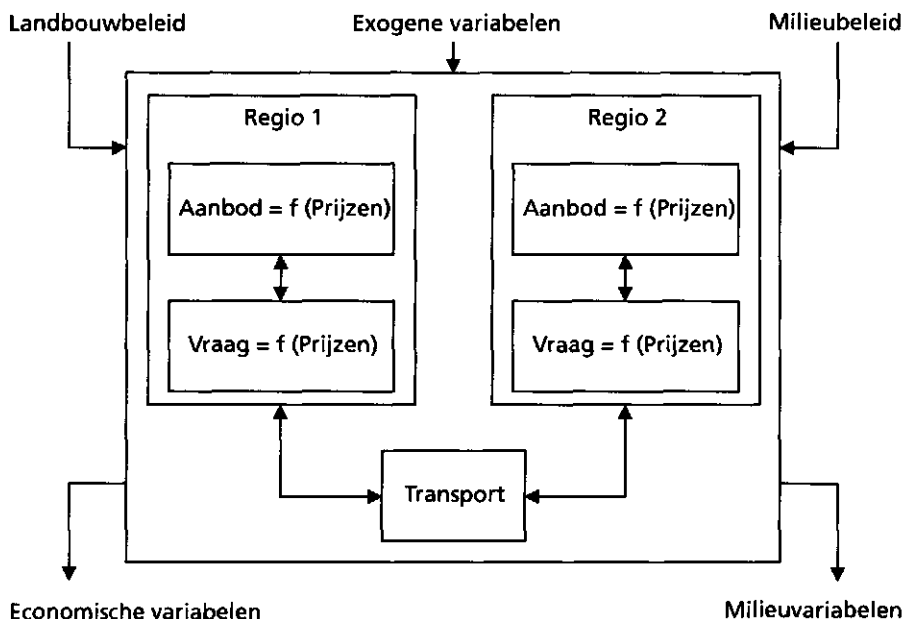 Landbouwbeleid Exogene variabelen Milieubeleid
Regio 1 Regio 2
Aanbod = f (Prijzen) Aanbod = f (Prijzen)
Vraag = f (Prijzen) Vraag = f (Prijzen)
Transport
Economische variabelen Milieuvariabelen